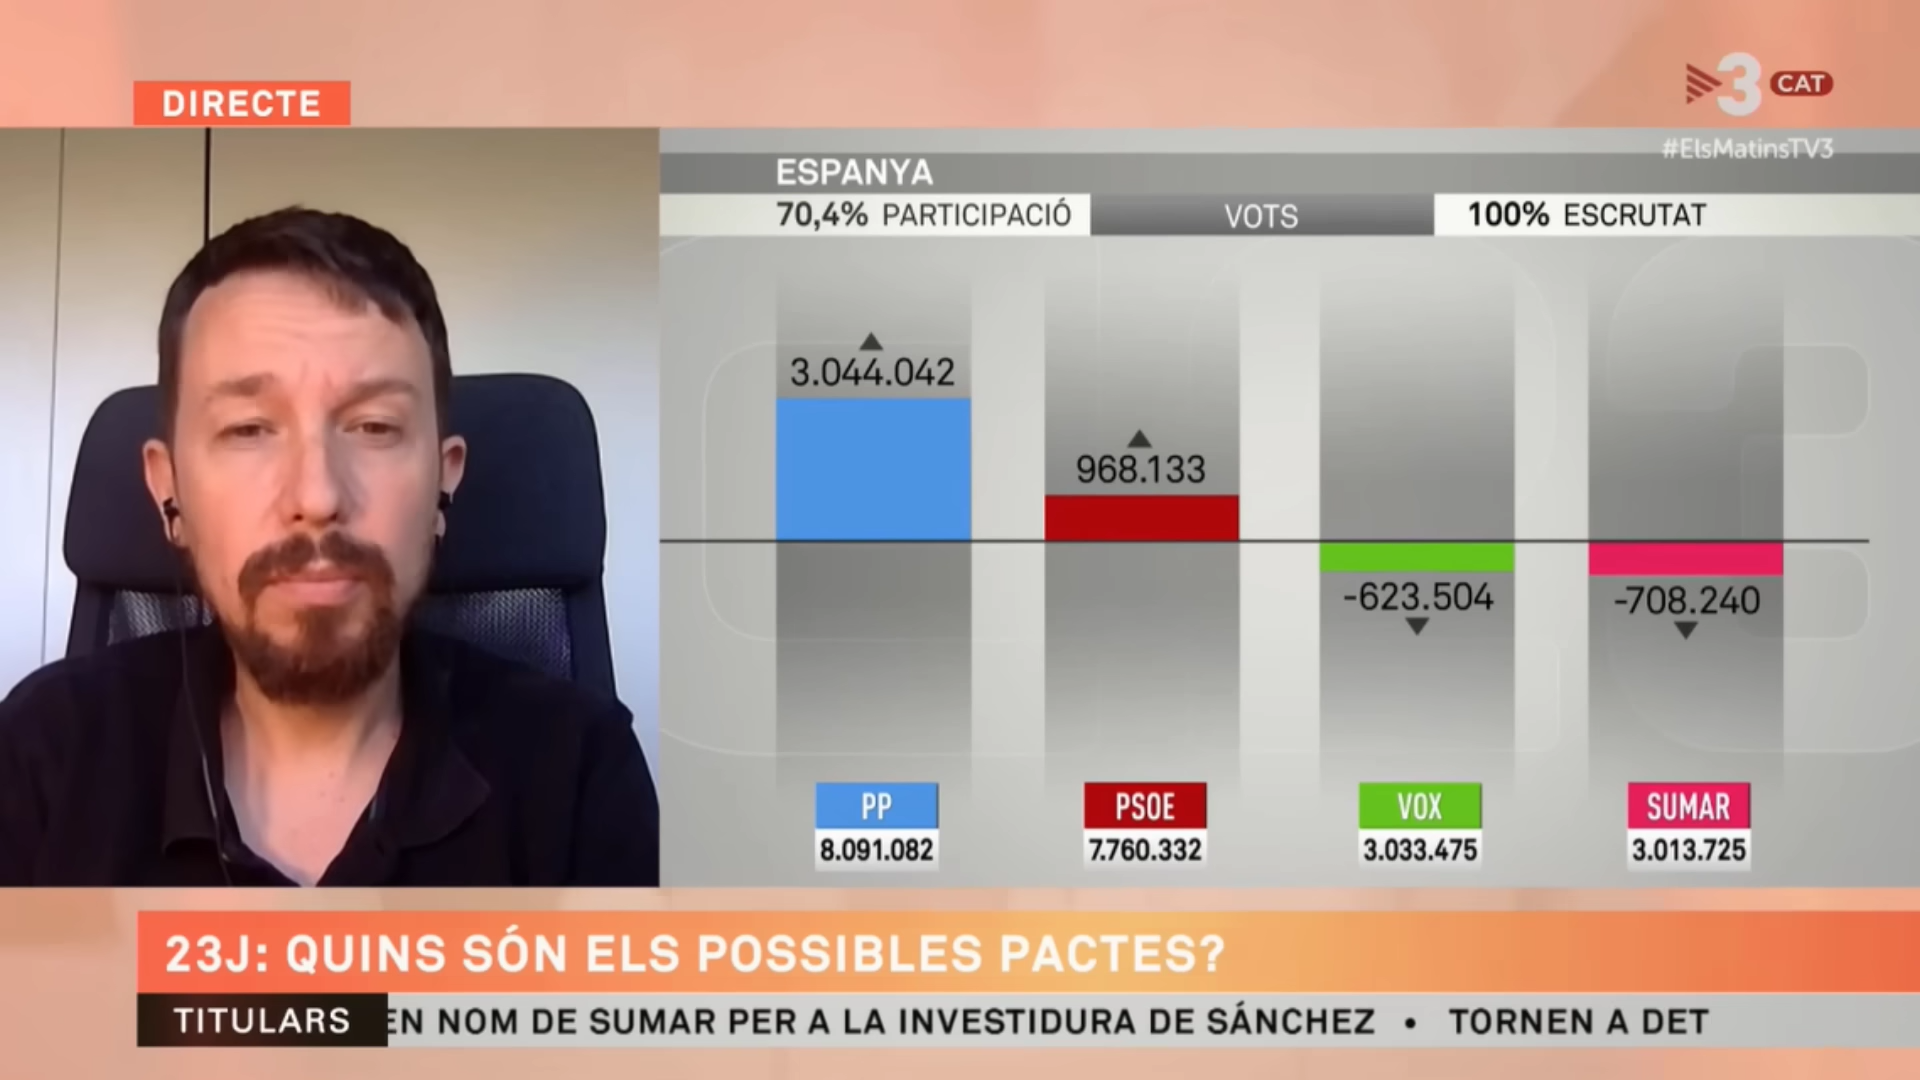 DIRECTE
3 CAT
#ElsMatinsTV3
ESPANYA
70,4% PARTICIPACIÓ
VOTS
100% ESCRUTAT
3.044.042
968.133
-623.504
-708.240
PP
PSOE
VOX
SUMAR
8.091.082
7.760.332
3.033.475
3.013.725
23J: QUINS SÓN ELS POSSIBLES PACTES?
TITULARS EN NOM DE SUMAR PER A LA INVESTIDURA DE SÁNCHEZ • TORNEN A DET